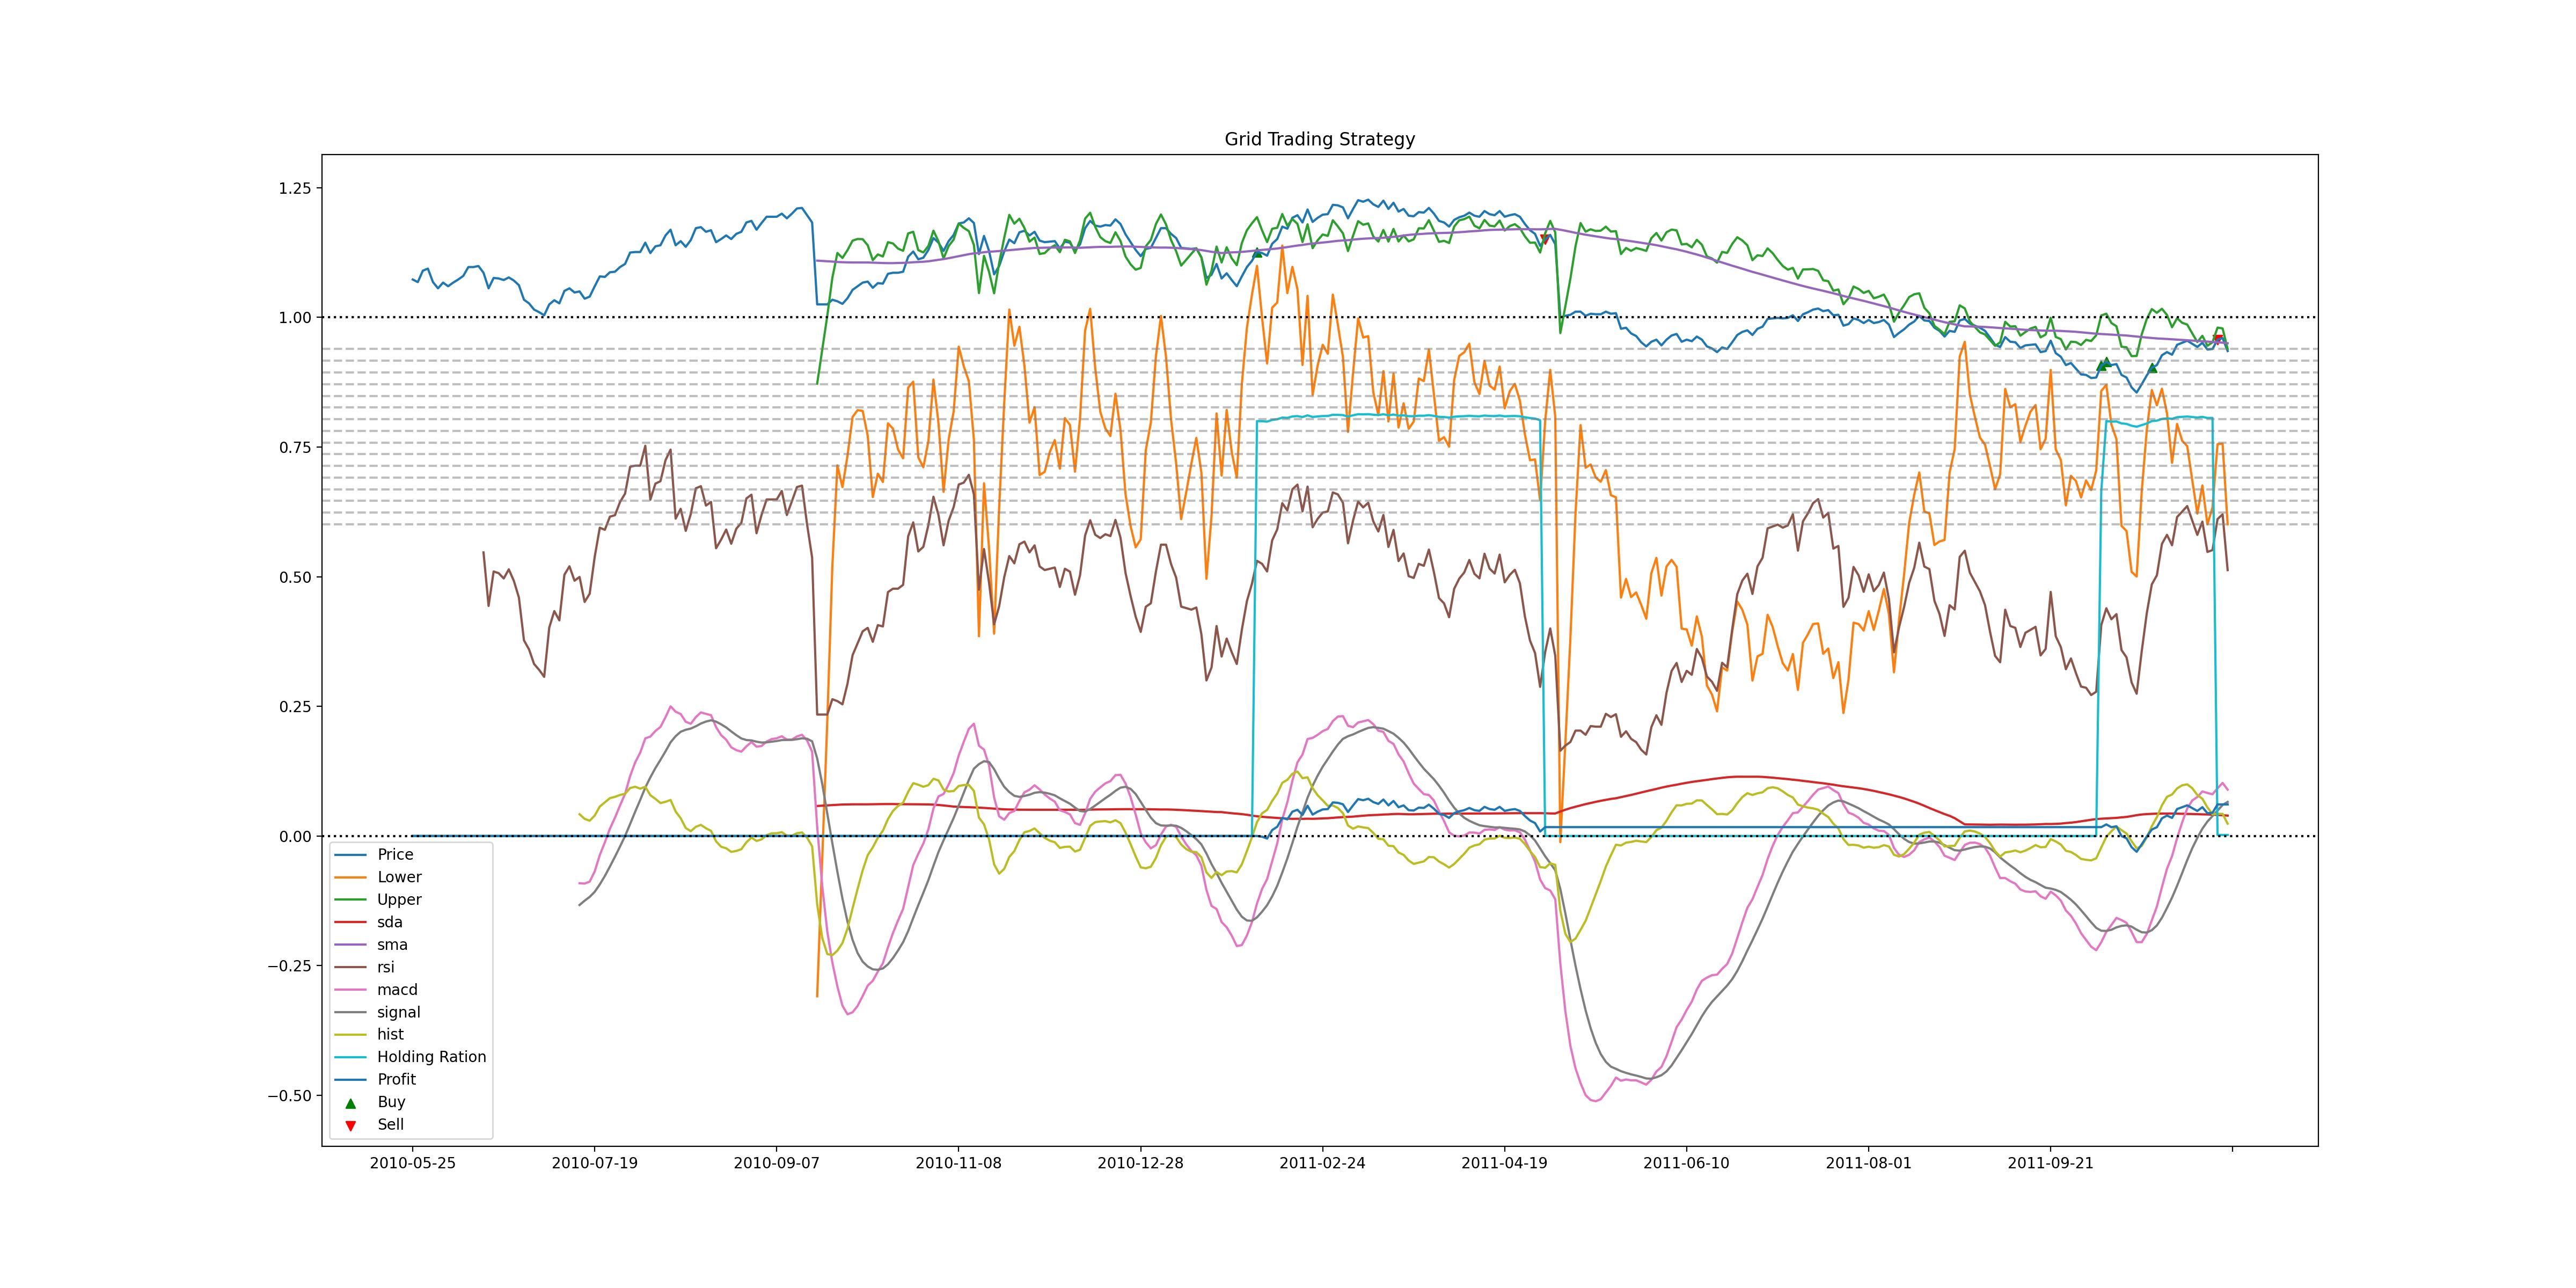 Grid Trading Strategy
1.25
1.00
0.75
0.50
0.25
0.00
−0.25
−0.50
Price
Lower
Upper
sda
sma
rsi
macd
signal
hist
Holding Ration
Profit
Buy
Sell
2010-05-25 2010-07-19 2010-09-07 2010-11-08 2010-12-28 2011-02-24 2011-04-19 2011-06-10 2011-08-01 2011-09-21